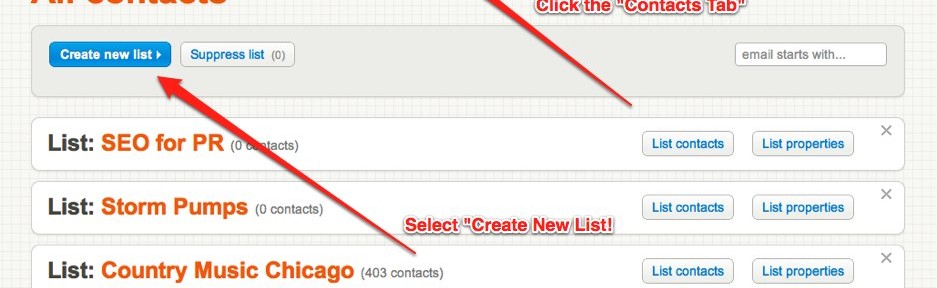 All contacts
Click the "Contacts Tab"
Create new list
Suppress list (0)
email starts with...
List: SEO for PR (0 contacts)
List contacts
List properties
List: Storm Pumps (0 contacts)
List contacts
List properties
Select "Create New List!
List: Country Music Chicago (403 contacts)
List contacts
List properties